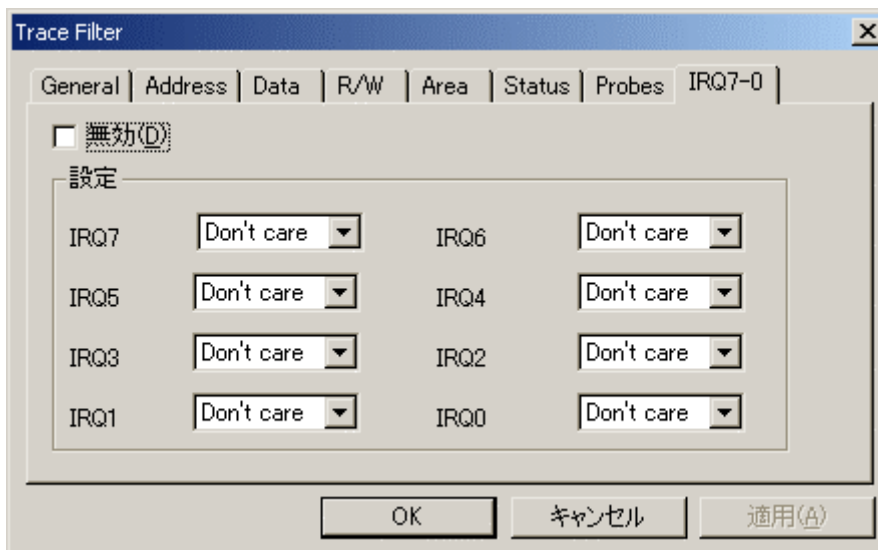 Trace Filter
General Address Data R/W Area Status Probes IRQ7-0
無効(D)
設定
IRQ7 Don't care IRQ6 Don't care
IRQ5 Don't care IRQ4 Don't care
IRQ3 Don't care IRQ2 Don't care
IRQ1 Don't care IRQ0 Don't care
OK キャンセル 適用(A)